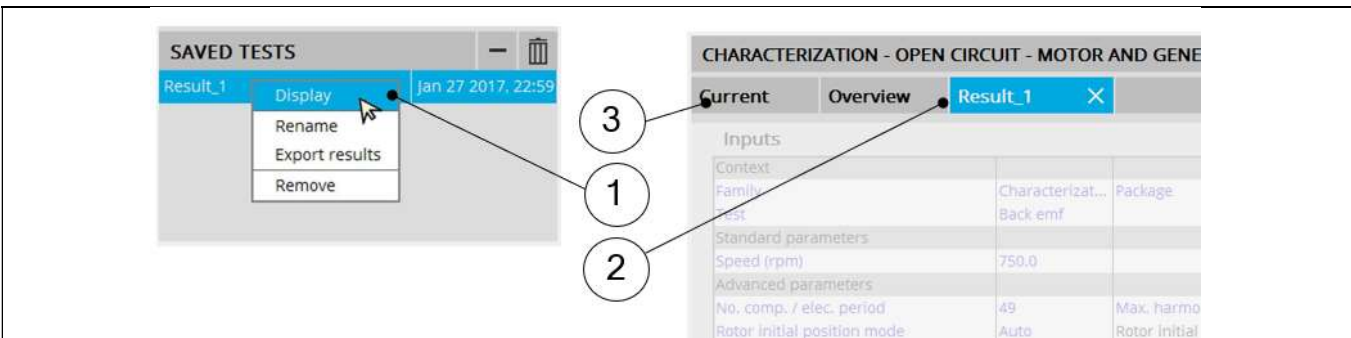 SAVED TESTS
Result_1 Jan 27 2017, 22:59
Display
Rename
Export results
Remove
1
2
3
CHARACTERIZATION - OPEN CIRCUIT - MOTOR AND GENE
Current Overview Result_1
Inputs
Context
Family Characterizat... Package
Test Back emf
Standard parameters
Speed (rpm) 750.0
Advanced parameters
No. comp. / elec. period 49 Max. harmo
Rotor initial position mode Auto Rotor initial